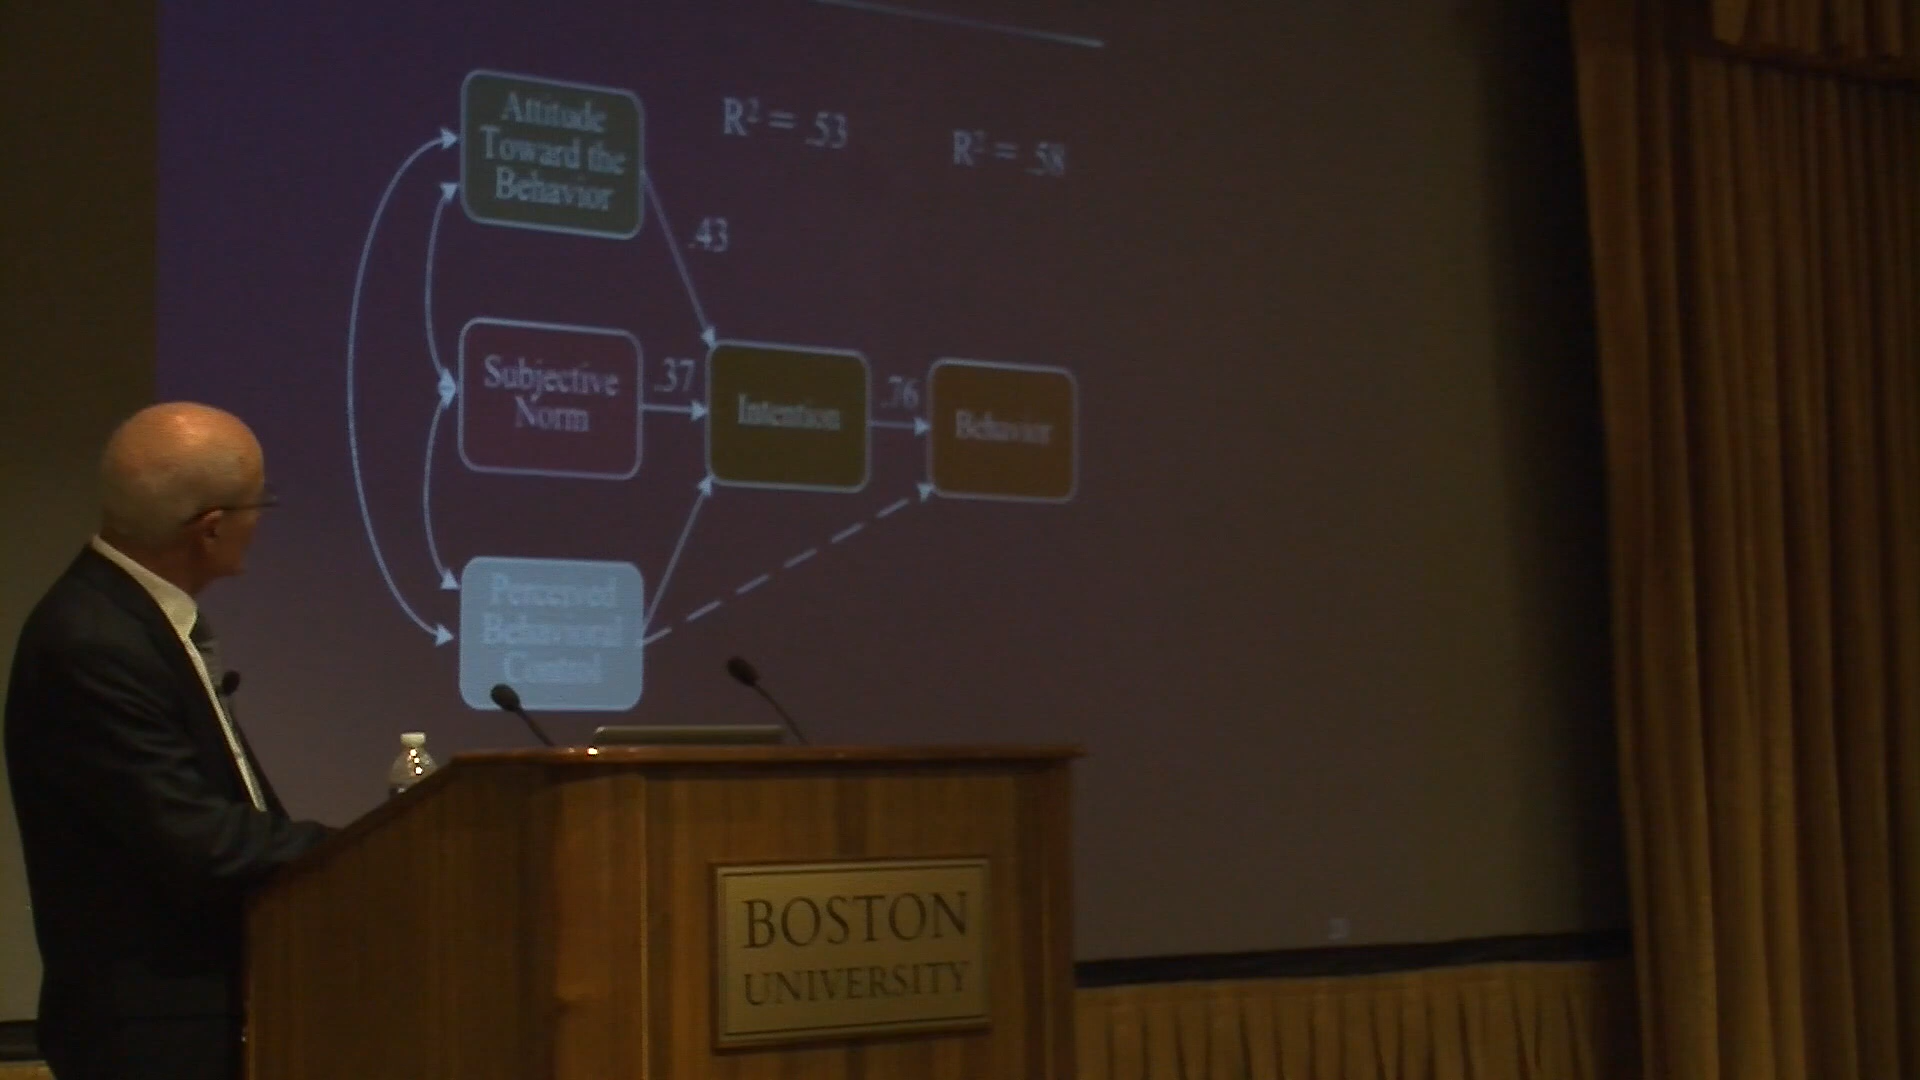 Attitude
Toward the
Behavior
R² = .53
R² = .58
.43
Subjective
Norm
.37
Intention
.76
Behavior
Perceived
Behavioral
Control
BOSTON
UNIVERSITY